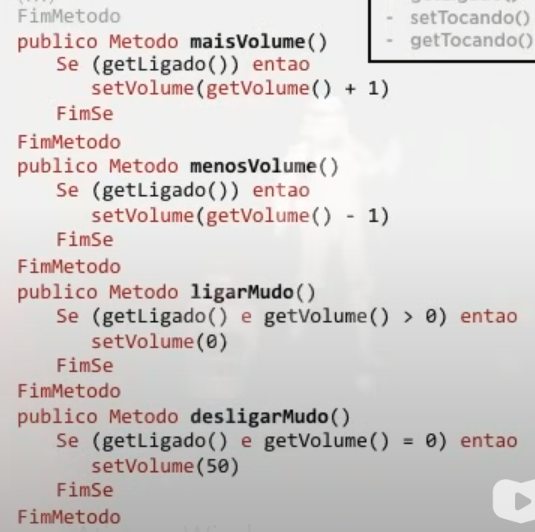 FimMetodo
publico Metodo maisVolume()
Se (getLigado()) entao
setVolume(getVolume() + 1)
FimSe
FimMetodo
publico Metodo menosVolume()
Se (getLigado()) entao
setVolume(getVolume() - 1)
FimSe
FimMetodo
publico Metodo ligarMudo()
Se (getLigado() e getVolume() > 0) entao
setVolume(0)
FimSe
FimMetodo
publico Metodo desligarMudo()
Se (getLigado() e getVolume() = 0) entao
setVolume(50)
FimSe
FimMetodo
- setTocando()
- getTocando()